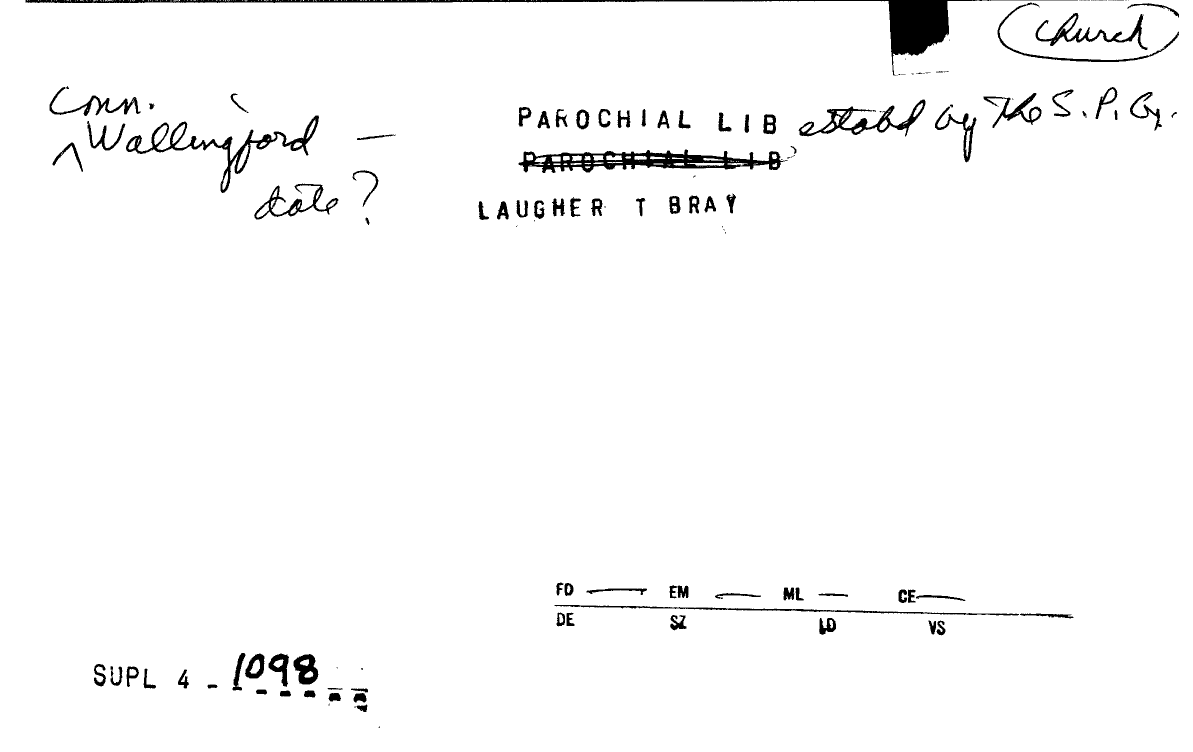 Church
Conn.
Wallingford — PAROCHIAL LIB estabd by the S.P.G.
PAROCHIAL LIB
date? LAUGHER T BRAY
FD — EM — ML — CE —
DE SZ LD VS
SUPL 4 - 1098